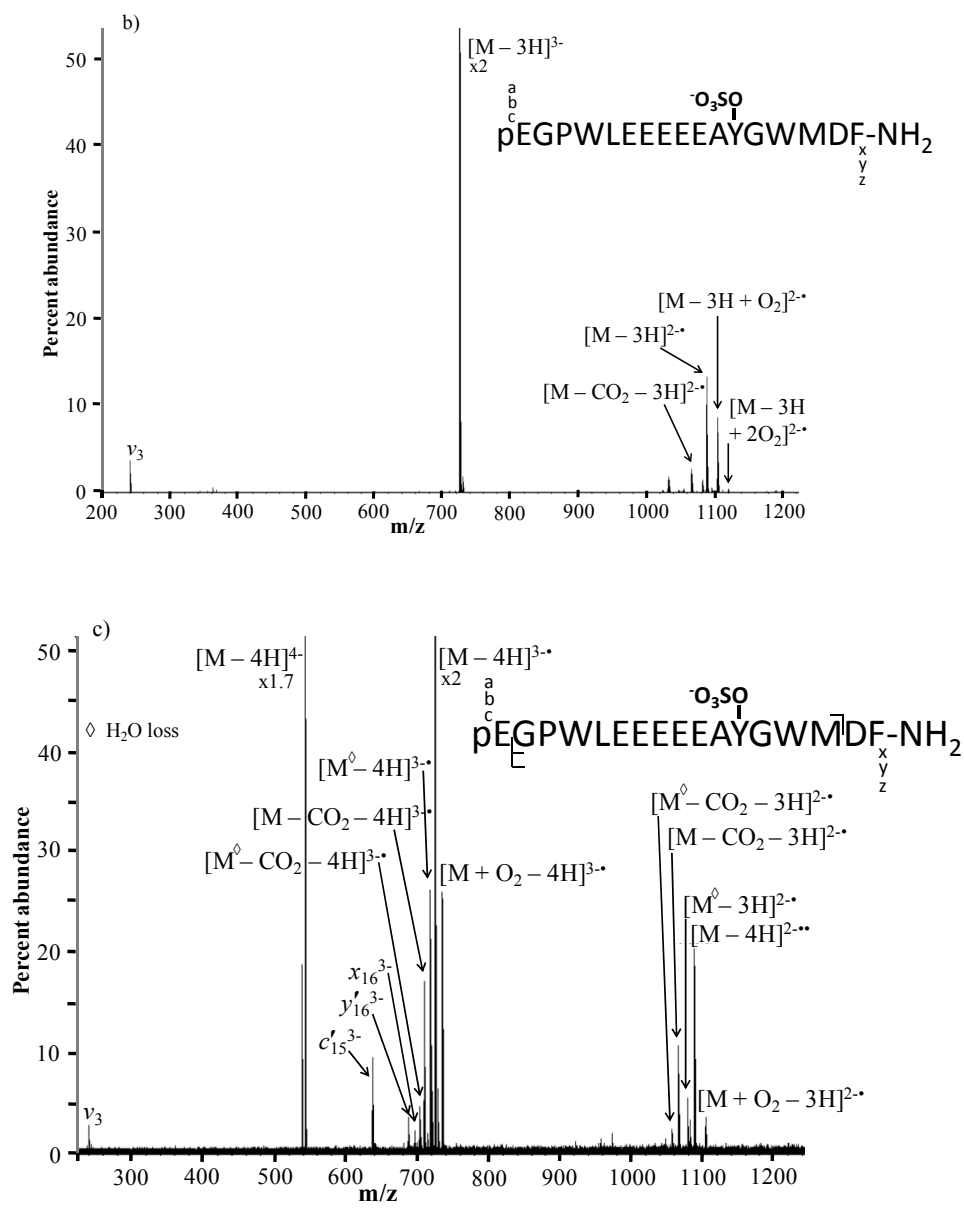 b)
Percent abundance
50
40
30
20
10
0
[M – 3H]³⁻
x2
a
b
c
⁻O₃SO
pEGPWLEEEEEAYGWMDF-NH₂
x
y
z
[M – 3H + O₂]²⁻•
[M – 3H]²⁻•
[M – CO₂ – 3H]²⁻•
[M – 3H
+ 2O₂]²⁻•
v₃
200 300 400 500 600 700 800 900 1000 1100 1200
m/z
c)
Percent abundance
50
40
30
20
10
0
[M – 4H]⁴⁻
x1.7
◊ H₂O loss
[M – 4H]³⁻•
x2
a
b
c
⁻O₃SO
pEGPWLEEEEEAYGWMDF-NH₂
x
y
z
[M◊– 4H]³⁻•
[M – CO₂ – 4H]³⁻•
[M◊– CO₂ – 4H]³⁻•
[M + O₂ – 4H]³⁻•
[M◊– CO₂ – 3H]²⁻•
[M – CO₂ – 3H]²⁻•
[M◊– 3H]²⁻•
[M – 4H]²⁻••
[M + O₂ – 3H]²⁻•
x₁₆³⁻
y'₁₆³⁻
c'₁₅³⁻
v₃
300 400 500 600 700 800 900 1000 1100 1200
m/z